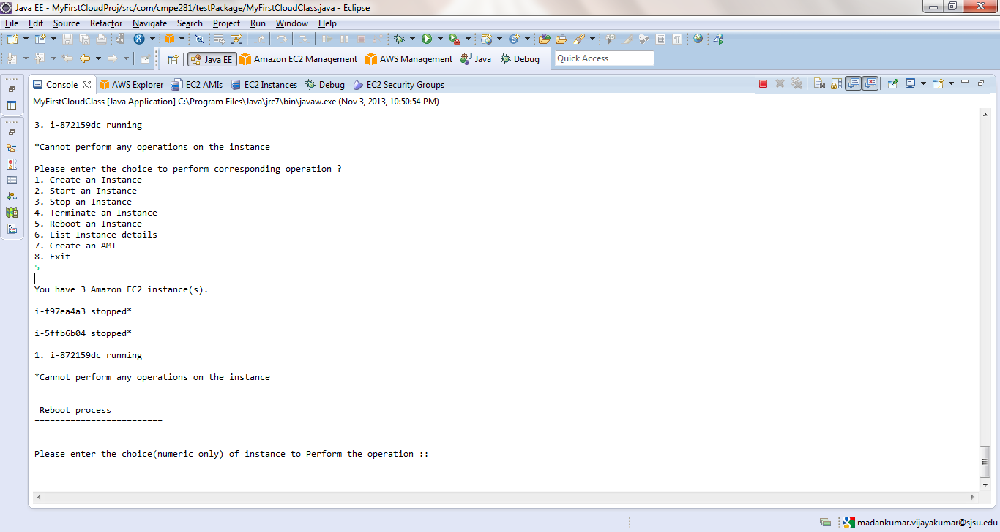 Java EE - MyFirstCloudProj/src/com/cmpe281/testPackage/MyFirstCloudClass.java - Eclipse
File Edit Source Refactor Navigate Search Project Run Window Help
Java EE Amazon EC2 Management AWS Management Java Debug Quick Access
Console AWS Explorer EC2 AMIs EC2 Instances Debug EC2 Security Groups
MyFirstCloudClass [Java Application] C:\Program Files\Java\jre7\bin\javaw.exe (Nov 3, 2013, 10:50:54 PM)
3. i-872159dc running
*Cannot perform any operations on the instance
Please enter the choice to perform corresponding operation ?
1. Create an Instance
2. Start an Instance
3. Stop an Instance
4. Terminate an Instance
5. Reboot an Instance
6. List Instance details
7. Create an AMI
8. Exit
5
You have 3 Amazon EC2 instance(s).
i-f97ea4a3 stopped*
i-5ffb6b04 stopped*
1. i-872159dc running
*Cannot perform any operations on the instance
Reboot process
=========================
Please enter the choice(numeric only) of instance to Perform the operation ::
madankumar.vijayakumar@sjsu.edu